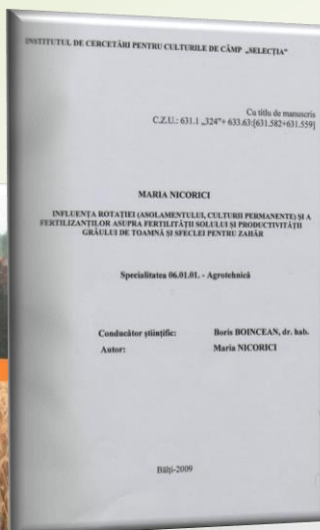 INSTITUTUL DE CERCETĂRI PENTRU CULTURILE DE CÂMP „SELECŢIA”
Cu titlu de manuscris
C.Z.U.: 631.1 „324”+ 633.63:[631.582+631.559]
MARIA NICORICI
INFLUENŢA ROTAŢIEI (ASOLAMENTULUI, CULTURII PERMANENTE) ŞI A
FERTILIZANŢILOR ASUPRA FERTILITĂŢII SOLULUI ŞI PRODUCTIVITĂŢII
GRÂULUI DE TOAMNĂ ŞI SFECLEI PENTRU ZAHĂR
Specialitatea 06.01.01. - Agrotehnică
Conducător ştiinţific: Boris BOINCEAN, dr. hab.
Autor: Maria NICORICI
Bălţi-2009